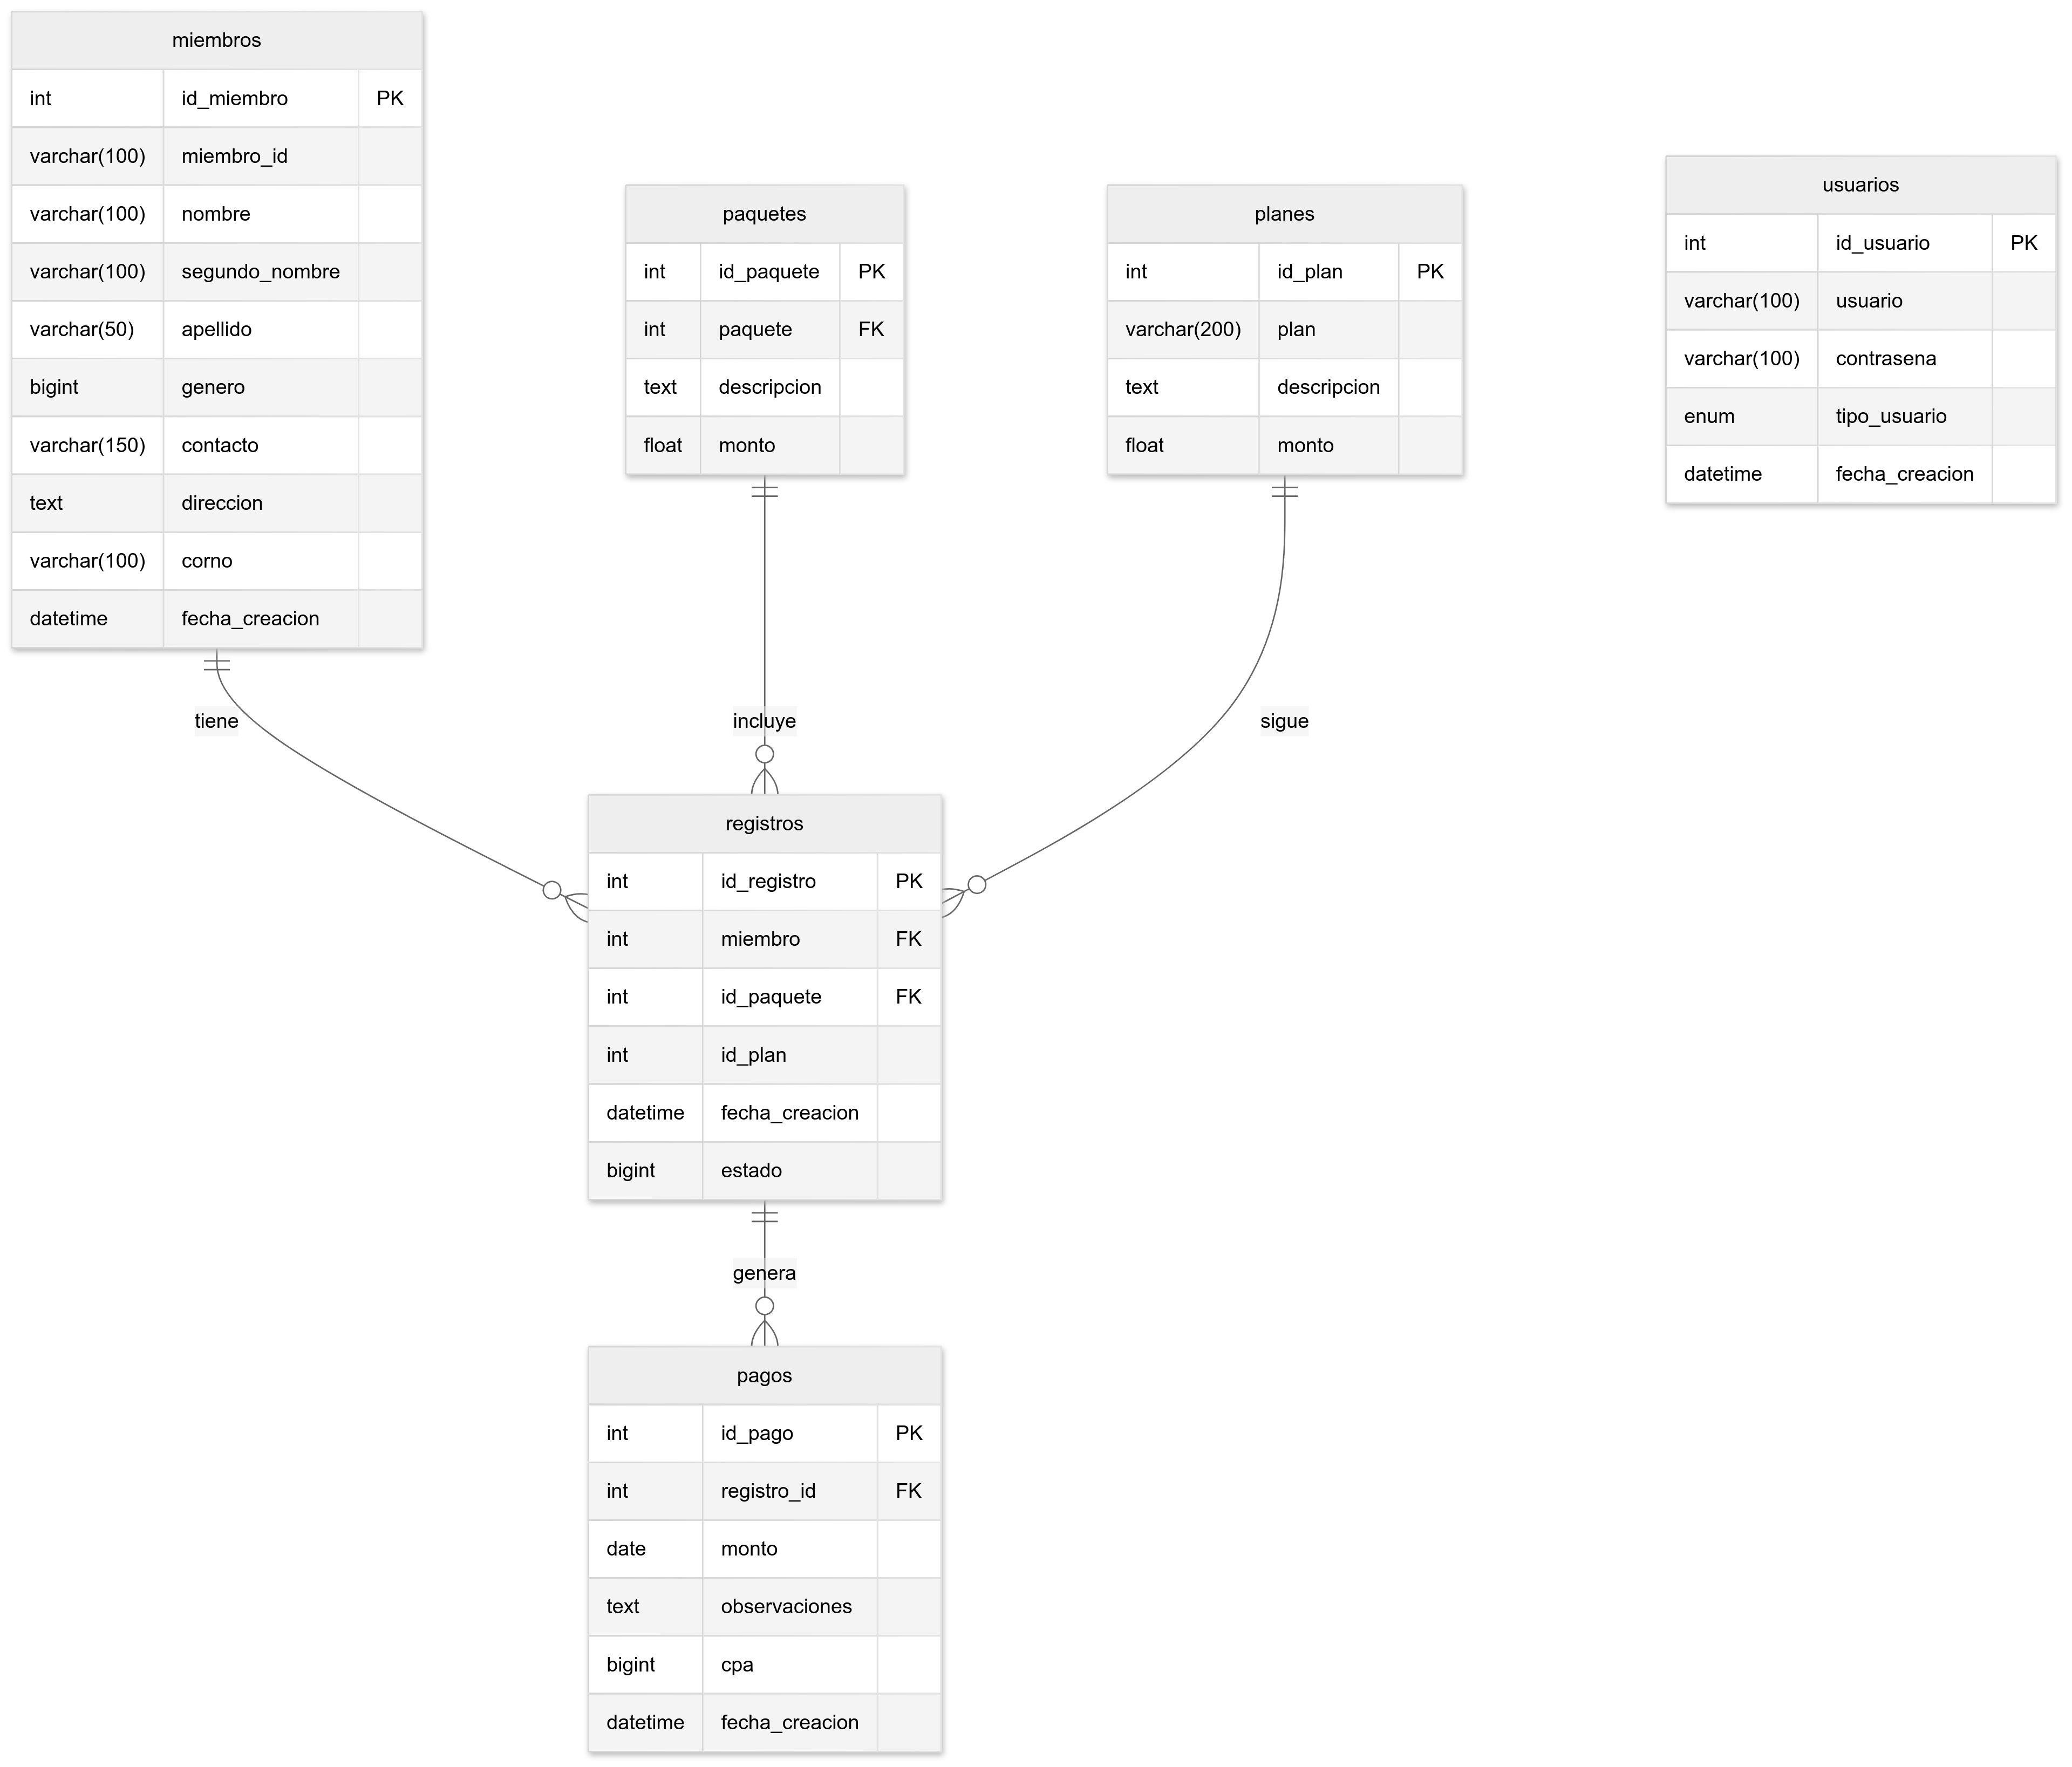 miembros
int id_miembro PK
varchar(100) miembro_id
varchar(100) nombre
varchar(100) segundo_nombre
varchar(50) apellido
bigint genero
varchar(150) contacto
text direccion
varchar(100) corno
datetime fecha_creacion
paquetes
int id_paquete PK
int paquete FK
text descripcion
float monto
planes
int id_plan PK
varchar(200) plan
text descripcion
float monto
usuarios
int id_usuario PK
varchar(100) usuario
varchar(100) contrasena
enum tipo_usuario
datetime fecha_creacion
tiene
incluye
sigue
registros
int id_registro PK
int miembro FK
int id_paquete FK
int id_plan
datetime fecha_creacion
bigint estado
genera
pagos
int id_pago PK
int registro_id FK
date monto
text observaciones
bigint cpa
datetime fecha_creacion